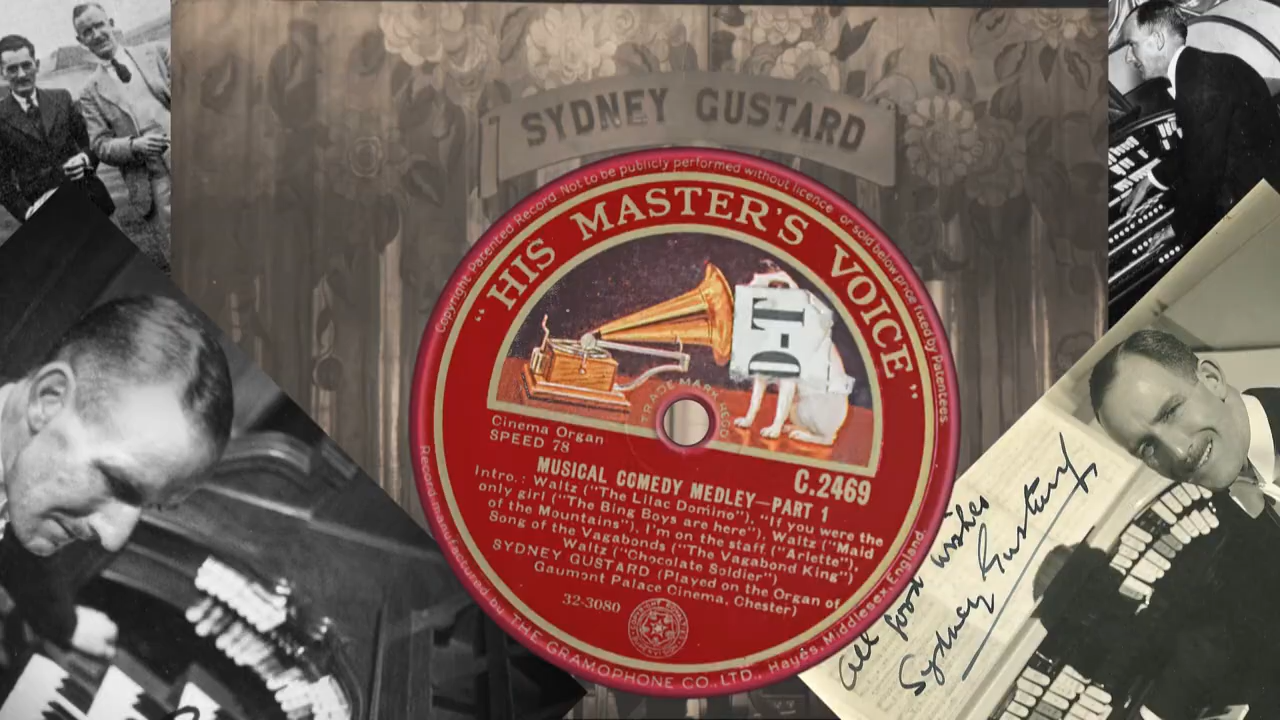 SYDNEY GUSTARD
Copyright Patented Record. Not to be publicly performed without licence or sold below price fixed by Patentees.
"HIS MASTER'S VOICE"
D-T
TRADE MARK REGD
Cinema Organ
SPEED 78
C.2469
MUSICAL COMEDY MEDLEY—PART 1
Intro.: Waltz ("The Lilac Domino"), "If you were the
only girl ("The Bing Boys are here"), Waltz ("Maid
of the Mountains"), I'm on the staff ("Arlette"),
Song of the Vagabonds ("The Vagabond King")
Waltz ("Chocolate Soldier")
SYDNEY GUSTARD (Played on the Organ of
Gaumont Palace Cinema, Chester)
32-3080
Record manufactured by THE GRAMOPHONE CO., LTD., Hayes, Middlesex, England.
All good wishes
Sydney Gustard